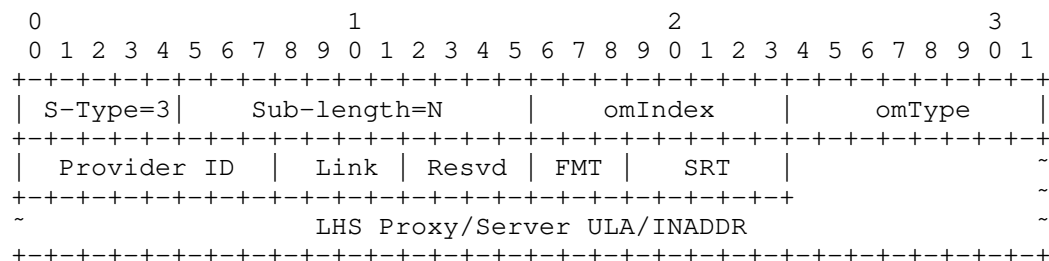 0                   1                   2                   3
 0 1 2 3 4 5 6 7 8 9 0 1 2 3 4 5 6 7 8 9 0 1 2 3 4 5 6 7 8 9 0 1
+-+-+-+-+-+-+-+-+-+-+-+-+-+-+-+-+-+-+-+-+-+-+-+-+-+-+-+-+-+-+-+-+
| S-Type=3|    Sub-length=N     |    omIndex    |     omType    |
+-+-+-+-+-+-+-+-+-+-+-+-+-+-+-+-+-+-+-+-+-+-+-+-+-+-+-+-+-+-+-+-+
|  Provider ID  |  Link | Resvd | FMT |   SRT   |               ~
+-+-+-+-+-+-+-+-+-+-+-+-+-+-+-+-+-+-+-+-+-+-+-+-+               ~
~                  LHS Proxy/Server ULA/INADDR                  ~
+-+-+-+-+-+-+-+-+-+-+-+-+-+-+-+-+-+-+-+-+-+-+-+-+-+-+-+-+-+-+-+-+